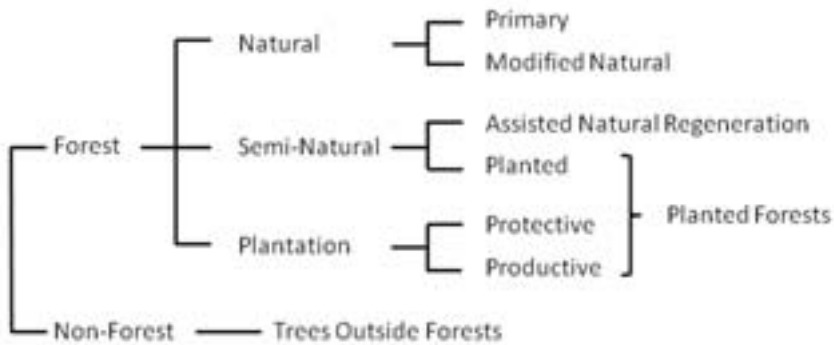 Primary
Natural
Modified Natural
Assisted Natural Regeneration
Forest
Semi-Natural
Planted
Planted Forests
Protective
Plantation
Productive
Non-Forest
Trees Outside Forests